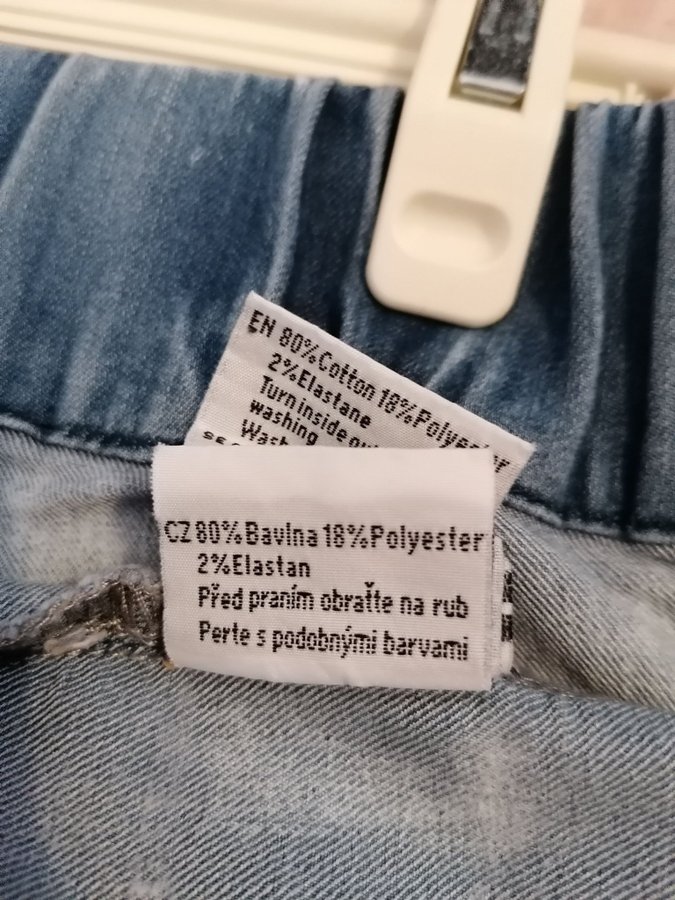 EN 80%Cotton 18%Polyester
2%Elastane
Turn inside
washing
CZ 80%Bavlna 18%Polyester
2%Elastan
Před praním obraťte na rub
Perte s podobnými barvami